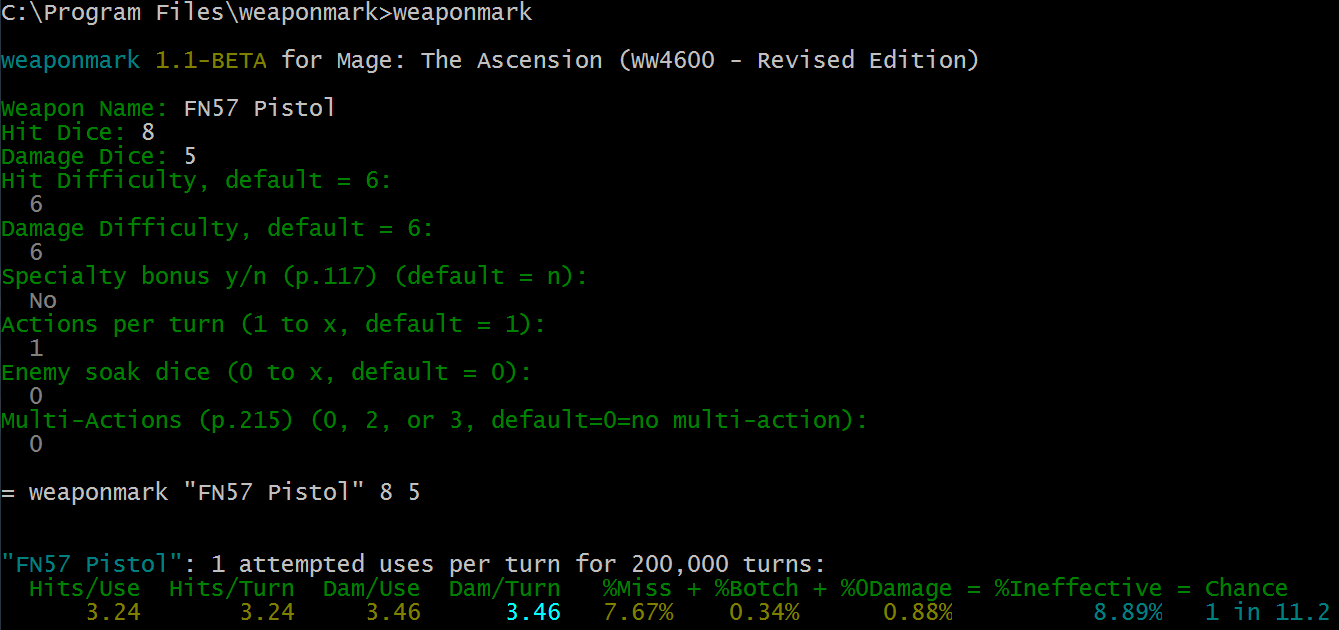 C:\Program Files\weaponmark>weaponmark
weaponmark 1.1-BETA for Mage: The Ascension (WW4600 - Revised Edition)
Weapon Name: FN57 Pistol
Hit Dice: 8
Damage Dice: 5
Hit Difficulty, default = 6:
6
Damage Difficulty, default = 6:
6
Specialty bonus y/n (p.117) (default = n):
No
Actions per turn (1 to x, default = 1):
1
Enemy soak dice (0 to x, default = 0):
0
Multi-Actions (p.215) (0, 2, or 3, default=0=no multi-action):
0
= weaponmark "FN57 Pistol" 8 5
"FN57 Pistol": 1 attempted uses per turn for 200,000 turns:
Hits/Use Hits/Turn Dam/Use Dam/Turn %Miss + %Botch + %0Damage = %Ineffective = Chance
3.24 3.24 3.46 3.46 7.67% 0.34% 0.88% 8.89% 1 in 11.2